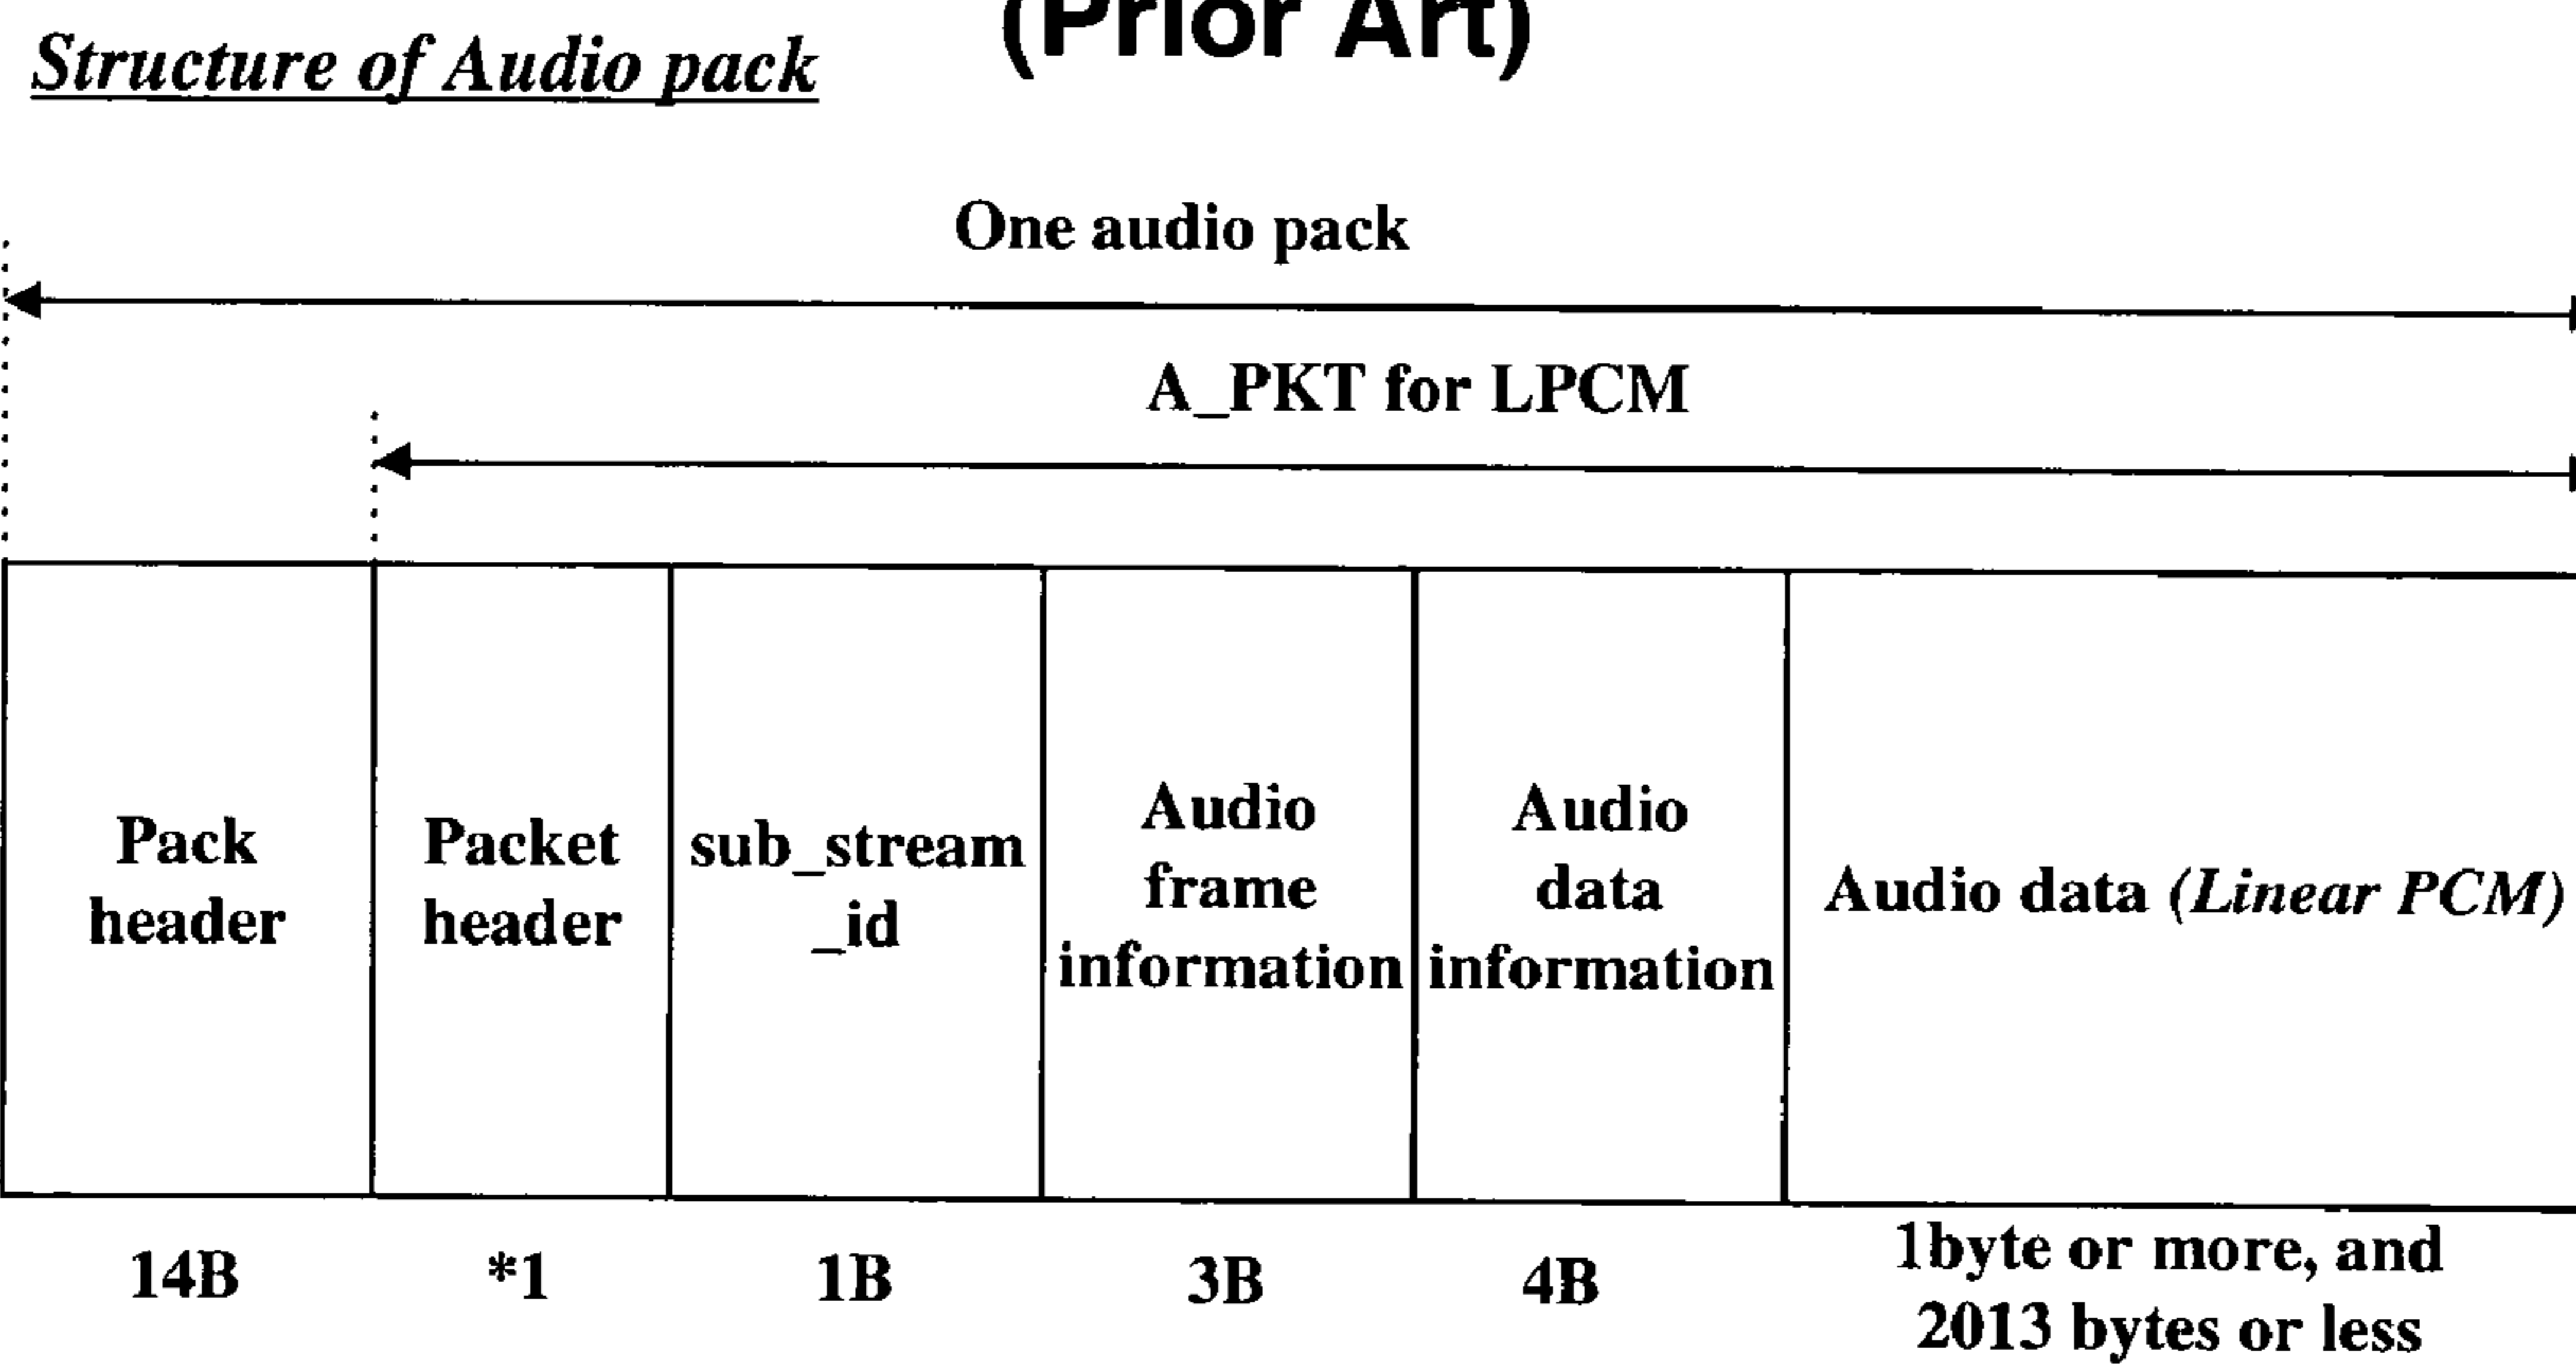 (Prior Art)
Structure of Audio pack
One audio pack
A_PKT for LPCM
Pack
header
Packet
header
sub_stream
_id
Audio
frame
information
Audio
data
information
Audio data (Linear PCM)
14B
*1
1B
3B
4B
1byte or more, and
2013 bytes or less